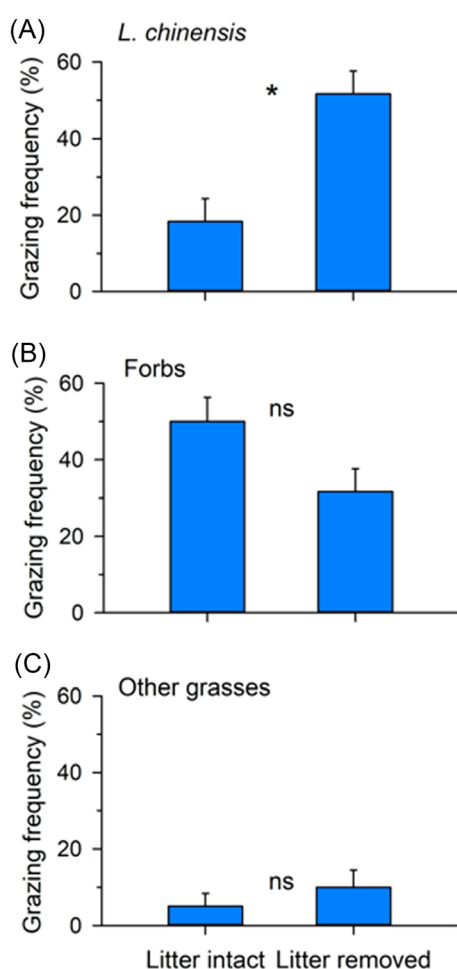 (A)
L. chinensis
Grazing frequency (%)
60
40
20
0
*
(B)
Forbs
Grazing frequency (%)
60
40
20
0
ns
(C)
Other grasses
Grazing frequency (%)
60
40
20
0
ns
Litter intact Litter removed